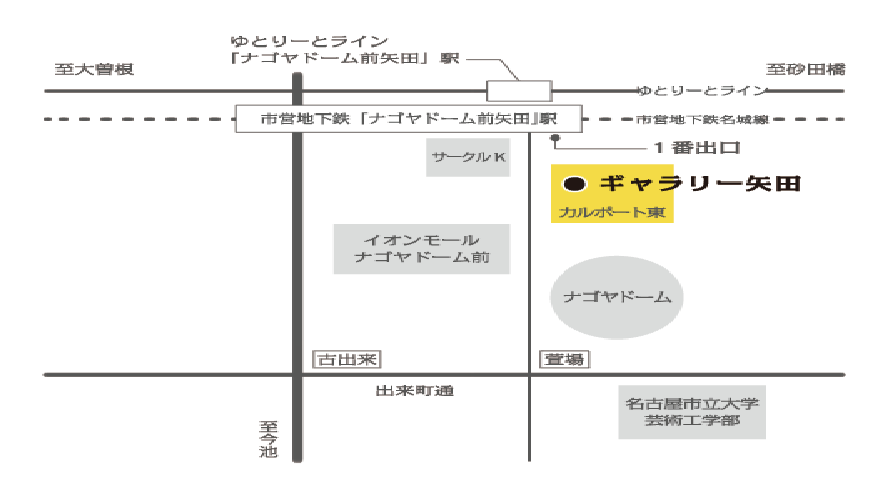 ゆとりーとライン
「ナゴヤドーム前矢田」駅
至大曽根
至砂田橋
ゆとりーとライン
市営地下鉄「ナゴヤドーム前矢田」駅
市営地下鉄名城線
1番出口
サークルK
ギャラリー矢田
カルポート東
イオンモール
ナゴヤドーム前
ナゴヤドーム
古出来
萱場
出来町通
名古屋市立大学
芸術工学部
至今池